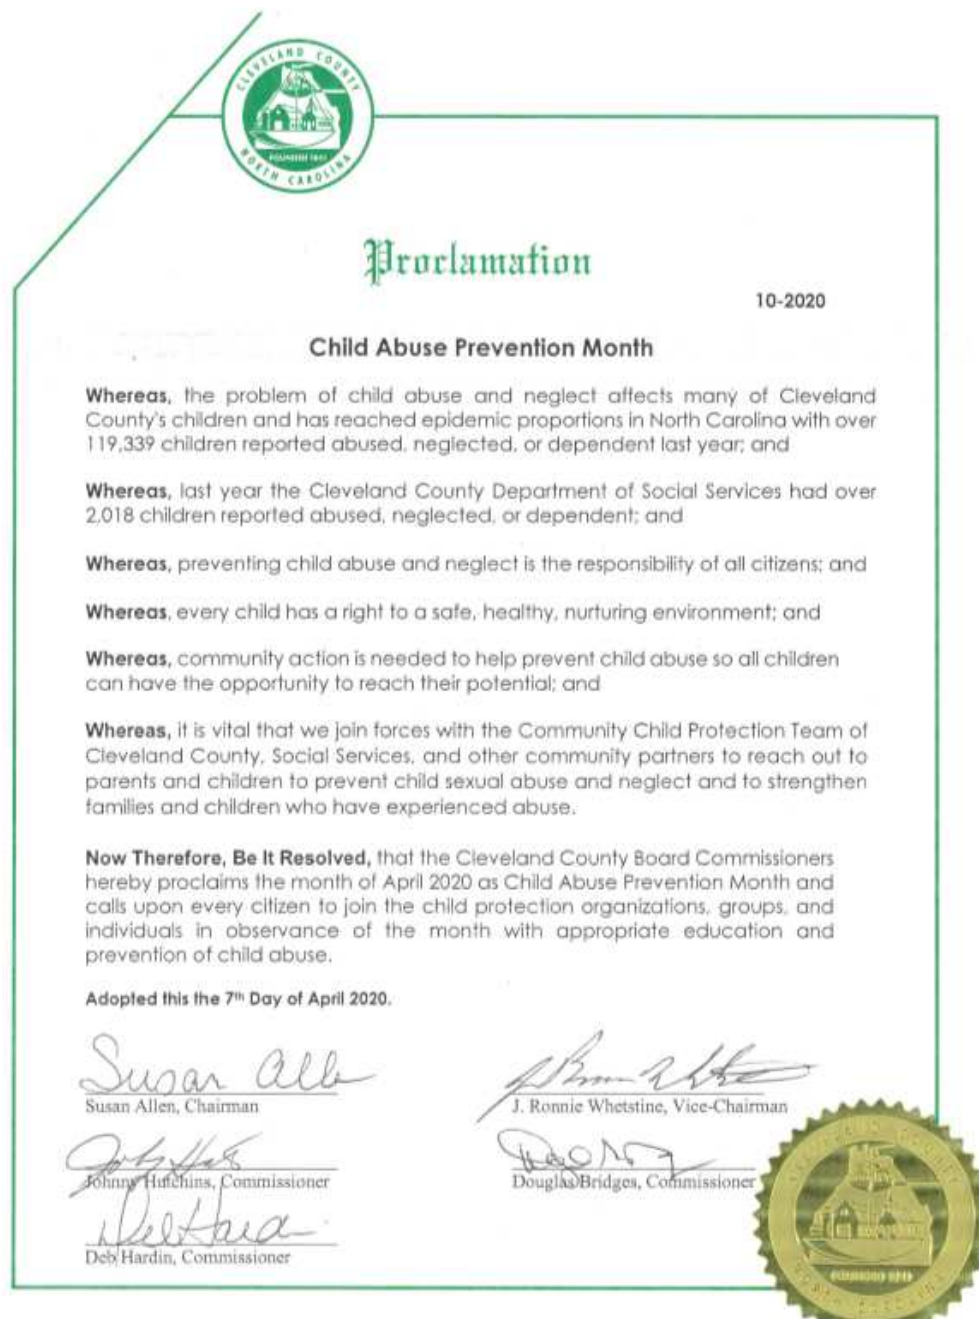 CLEVELAND COUNTY
FOUNDED 1841
NORTH CAROLINA
Proclamation
10-2020
Child Abuse Prevention Month
Whereas, the problem of child abuse and neglect affects many of Cleveland
County's children and has reached epidemic proportions in North Carolina with over
119,339 children reported abused, neglected, or dependent last year; and
Whereas, last year the Cleveland County Department of Social Services had over
2,018 children reported abused, neglected, or dependent; and
Whereas, preventing child abuse and neglect is the responsibility of all citizens; and
Whereas, every child has a right to a safe, healthy, nurturing environment; and
Whereas, community action is needed to help prevent child abuse so all children
can have the opportunity to reach their potential; and
Whereas, it is vital that we join forces with the Community Child Protection Team of
Cleveland County, Social Services, and other community partners to reach out to
parents and children to prevent child sexual abuse and neglect and to strengthen
families and children who have experienced abuse.
Now Therefore, Be It Resolved, that the Cleveland County Board Commissioners
hereby proclaims the month of April 2020 as Child Abuse Prevention Month and
calls upon every citizen to join the child protection organizations, groups, and
individuals in observance of the month with appropriate education and
prevention of child abuse.
Adopted this the 7th Day of April 2020.
Susan Allen, Chairman
J. Ronnie Whetstine, Vice-Chairman
Johnny Hutchins, Commissioner
Douglas Bridges, Commissioner
Deb Hardin, Commissioner
CLEVELAND COUNTY
FOUNDED 1841
NORTH CAROLINA